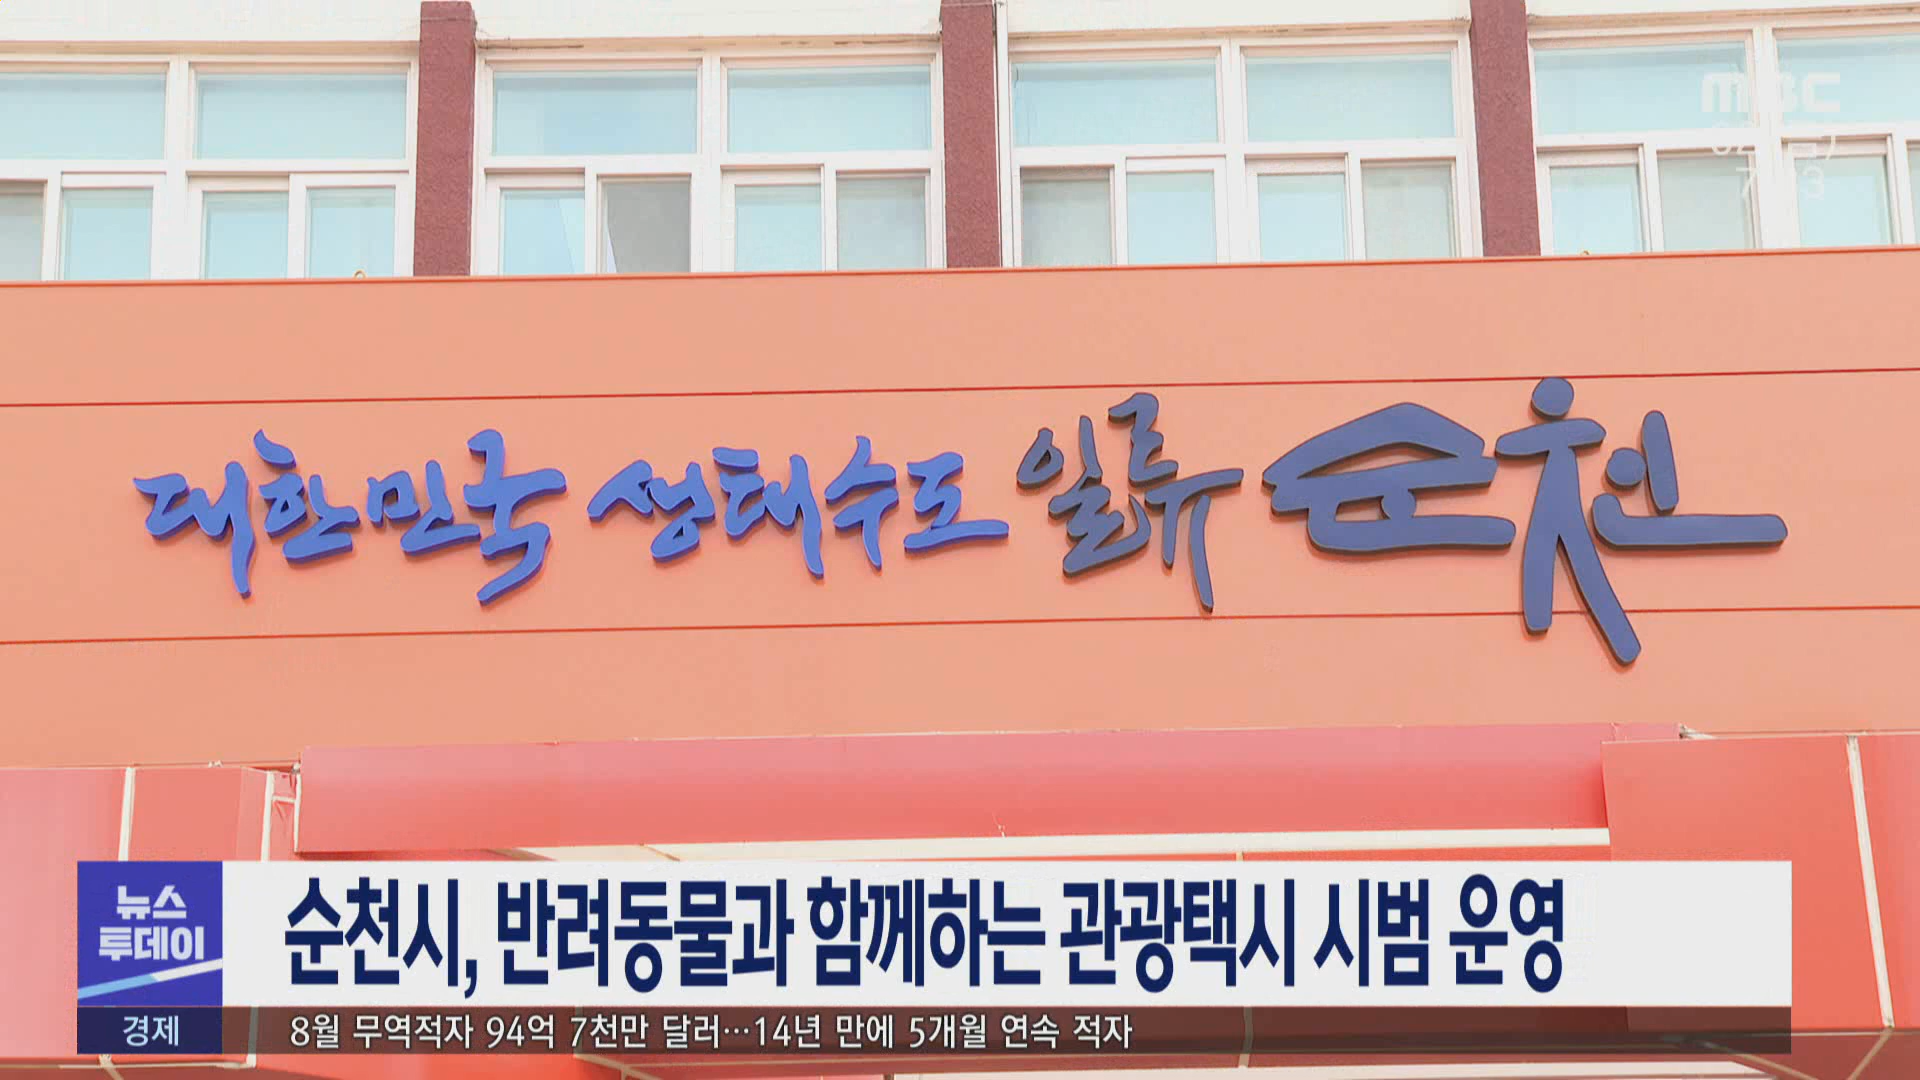 MBC
대한민국 생태수도 일류 순천
뉴스
투데이
순천시, 반려동물과 함께하는 관광택시 시범 운영
경제
8월 무역적자 94억 7천만 달러…14년 만에 5개월 연속 적자